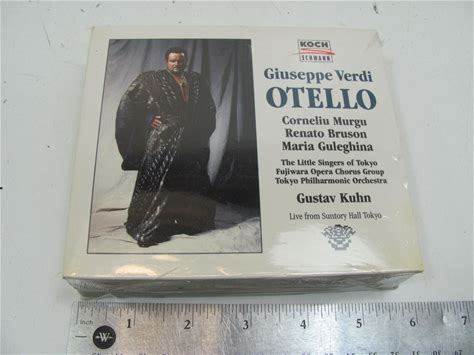 KOCH
SCHWANN
Giuseppe Verdi
OTELLO
Corneliu Murgu
Renato Bruson
Maria Guleghina
The Little Singers of Tokyo
Fujiwara Opera Chorus Group
Tokyo Philharmonic Orchestra
Gustav Kuhn
Live from Suntory Hall Tokyo
W
1 2 3 4 5 6 7